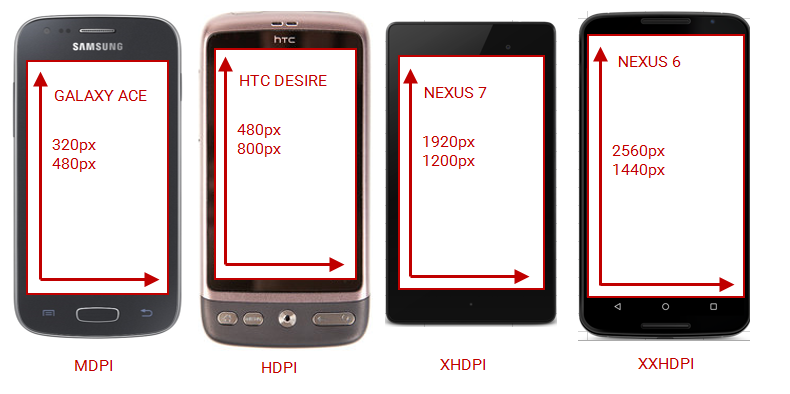 SAMSUNG
GALAXY ACE
320px
480px
MDPI
hTC
HTC DESIRE
480px
800px
HDPI
NEXUS 7
1920px
1200px
XHDPI
NEXUS 6
2560px
1440px
XXHDPI